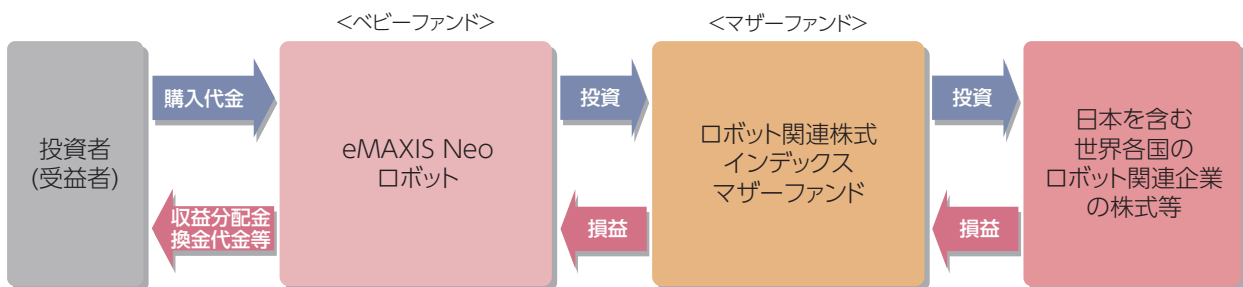 <ベビーファンド>
<マザーファンド>
投資者
(受益者)
購入代金
収益分配金
換金代金等
eMAXIS Neo
ロボット
投資
損益
ロボット関連株式
インデックス
マザーファンド
投資
損益
日本を含む
世界各国の
ロボット関連企業
の株式等